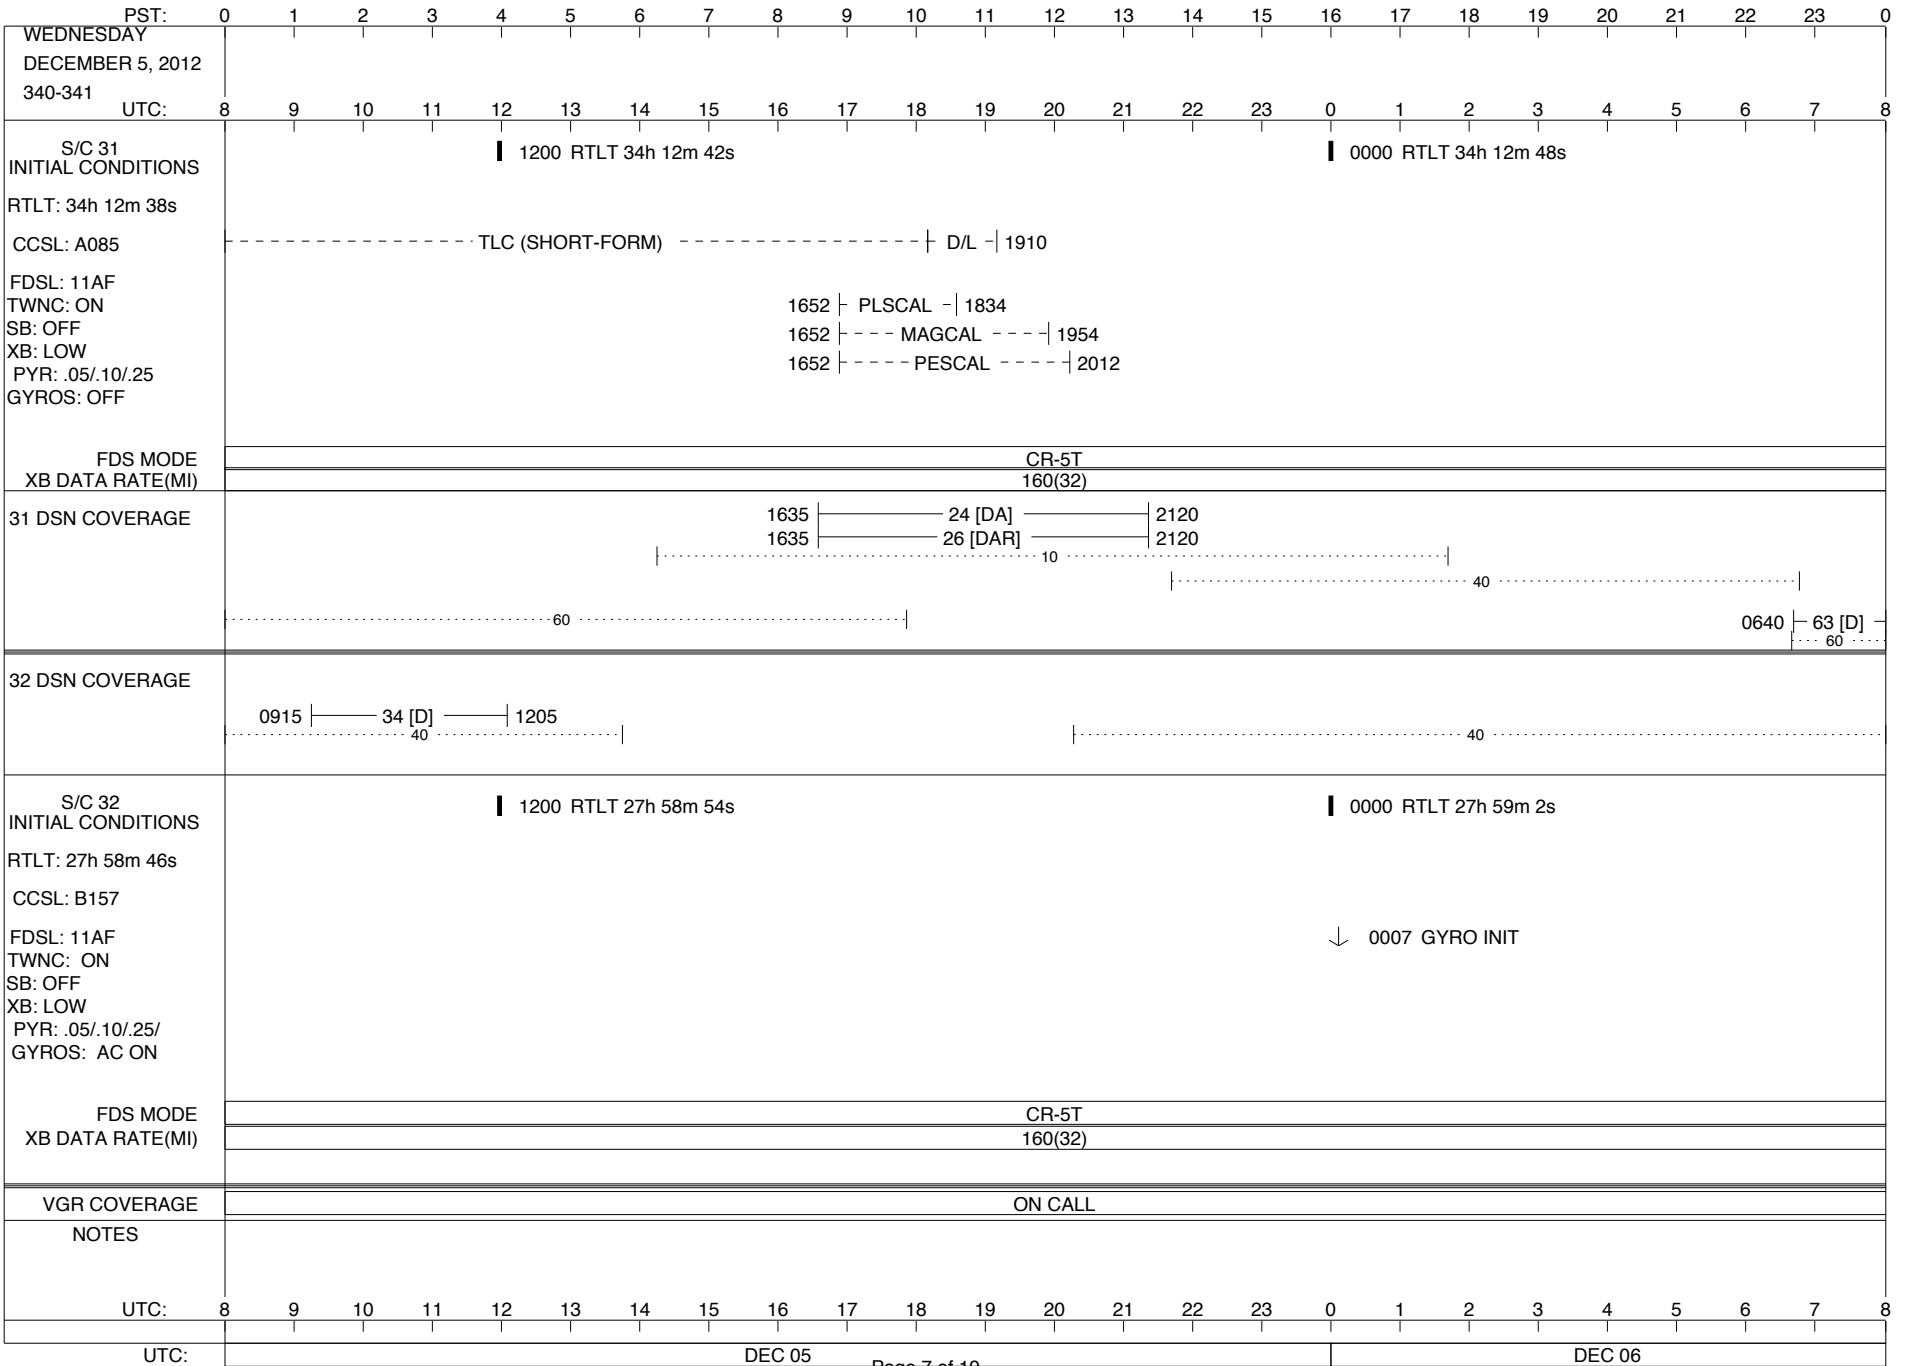 PST: 0 1 2 3 4 5 6 7 8 9 10 11 12 13 14 15 16 17 18 19 20 21 22 23 0
WEDNESDAY
DECEMBER 5, 2012
340-341
UTC: 8 9 10 11 12 13 14 15 16 17 18 19 20 21 22 23 0 1 2 3 4 5 6 7 8
S/C 31
INITIAL CONDITIONS
1200 RTLT 34h 12m 42s
0000 RTLT 34h 12m 48s
RTLT: 34h 12m 38s
CCSL: A085
TLC (SHORT-FORM) D/L 1910
FDSL: 11AF
TWNC: ON
1652 PLSCAL 1834
SB: OFF
1652 MAGCAL 1954
XB: LOW
1652 PESCAL 2012
PYR: .05/.10/.25
GYROS: OFF
FDS MODE CR-5T
XB DATA RATE(MI) 160(32)
31 DSN COVERAGE
1635 24 [DA] 2120
1635 26 [DAR] 2120
10
40
60
0640 63 [D]
60
32 DSN COVERAGE
0915 34 [D] 1205
40 40
S/C 32
INITIAL CONDITIONS
1200 RTLT 27h 58m 54s
0000 RTLT 27h 59m 2s
RTLT: 27h 58m 46s
CCSL: B157
FDSL: 11AF
0007 GYRO INIT
TWNC: ON
SB: OFF
XB: LOW
PYR: .05/.10/.25/
GYROS: AC ON
FDS MODE CR-5T
XB DATA RATE(MI) 160(32)
VGR COVERAGE ON CALL
NOTES
UTC: 8 9 10 11 12 13 14 15 16 17 18 19 20 21 22 23 0 1 2 3 4 5 6 7 8
UTC: DEC 05 DEC 06
Page 7 of 10